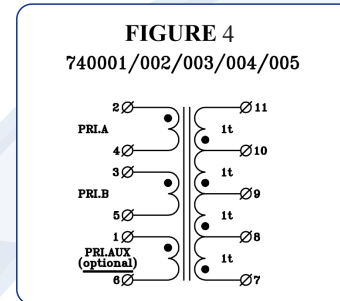 FIGURE 4
740001/002/003/004/005
2 11
PRI.A 1t
4 10
3 1t
PRI.B 9
5 1t
1 8
PRI.AUX 1t
(optional)
6 7